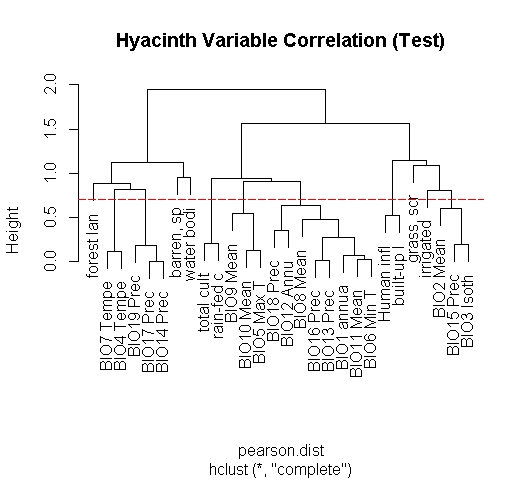 Hyacinth Variable Correlation (Test)
Height
2.0
1.5
1.0
0.5
0.0
forest lan
BIO7 Tempe
BIO4 Tempe
BIO19 Prec
BIO17 Prec
BIO14 Prec
barren, sp
water bodi
total cult
rain-fed c
BIO9 Mean
BIO10 Mean
BIO5 Max T
BIO18 Prec
BIO12 Annu
BIO8 Mean
BIO16 Prec
BIO13 Prec
BIO1 annua
BIO11 Mean
BIO6 Min T
Human infl
built-up l
grass, scr
irrigated
BIO2 Mean
BIO15 Prec
BIO3 Isoth
pearson.dist
hclust (*, "complete")